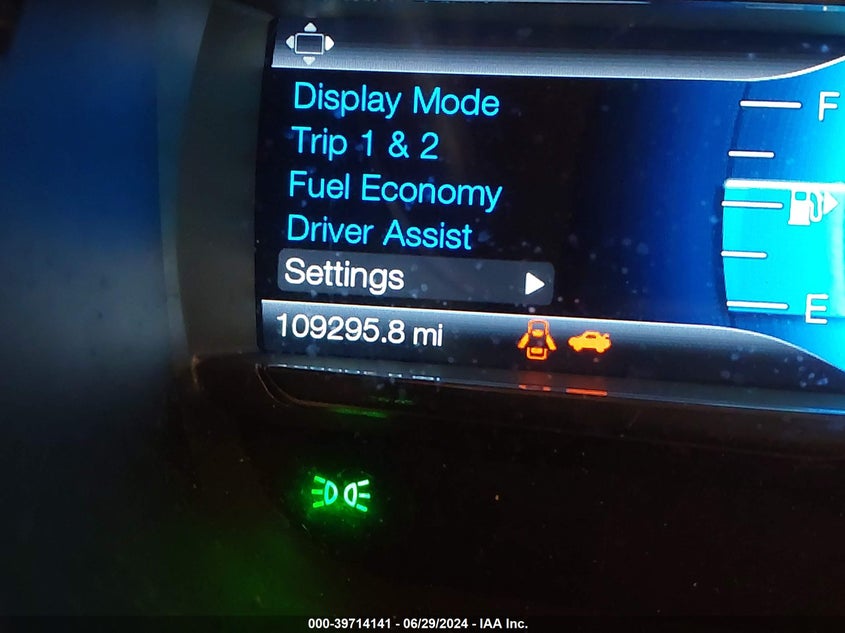 Display Mode
Trip 1 & 2
Fuel Economy
Driver Assist
Settings
109295.8 mi
F
E
000-39714141 - 06/29/2024 - IAA Inc.